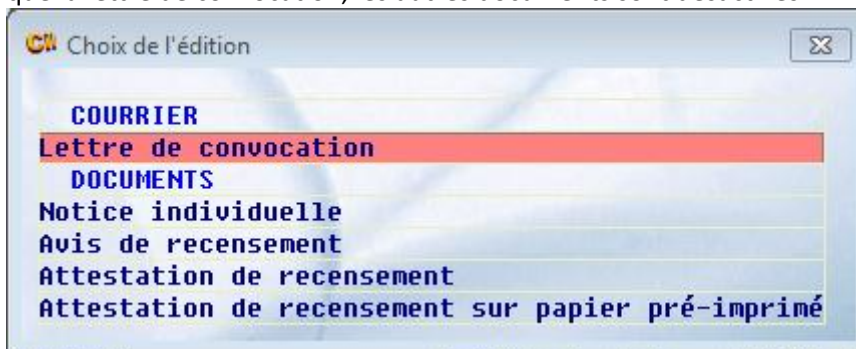 Choix de l'édition
COURRIER
Lettre de convocation
DOCUMENTS
Notice individuelle
Avis de recensement
Attestation de recensement
Attestation de recensement sur papier pré-imprimé